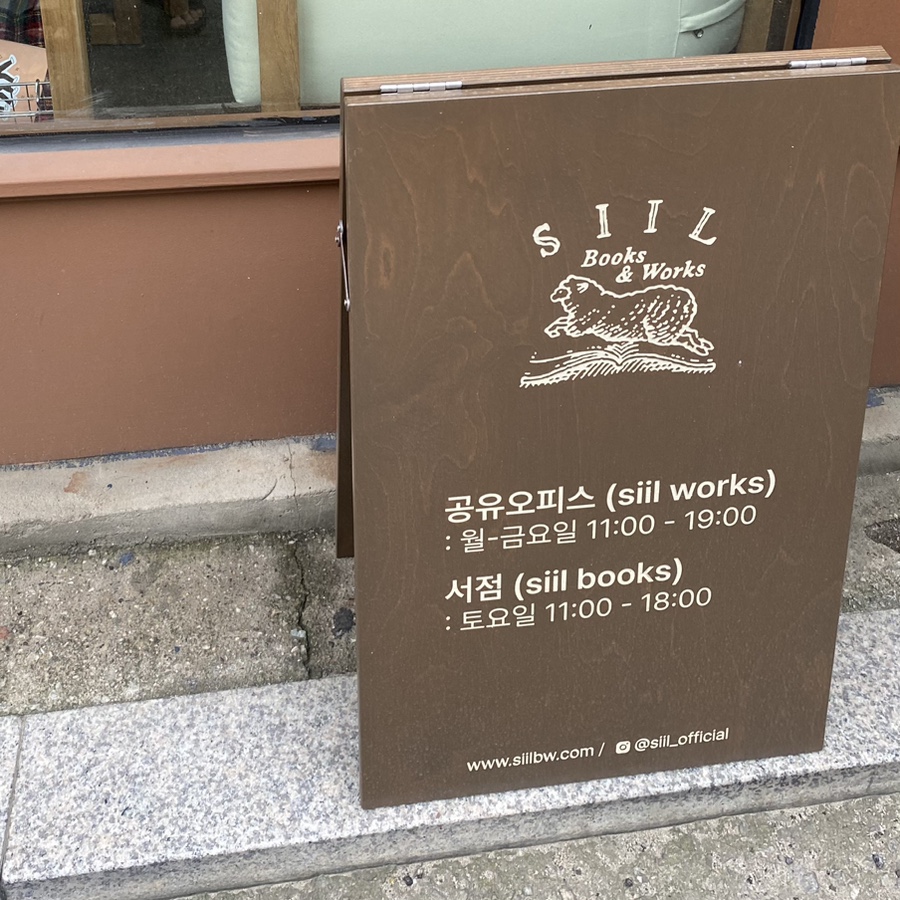 SIIL
Books
& Works
공유오피스 (siil works)
: 월-금요일 11:00 - 19:00
서점 (siil books)
: 토요일 11:00 - 18:00
www.siilbw.com / @siil_official